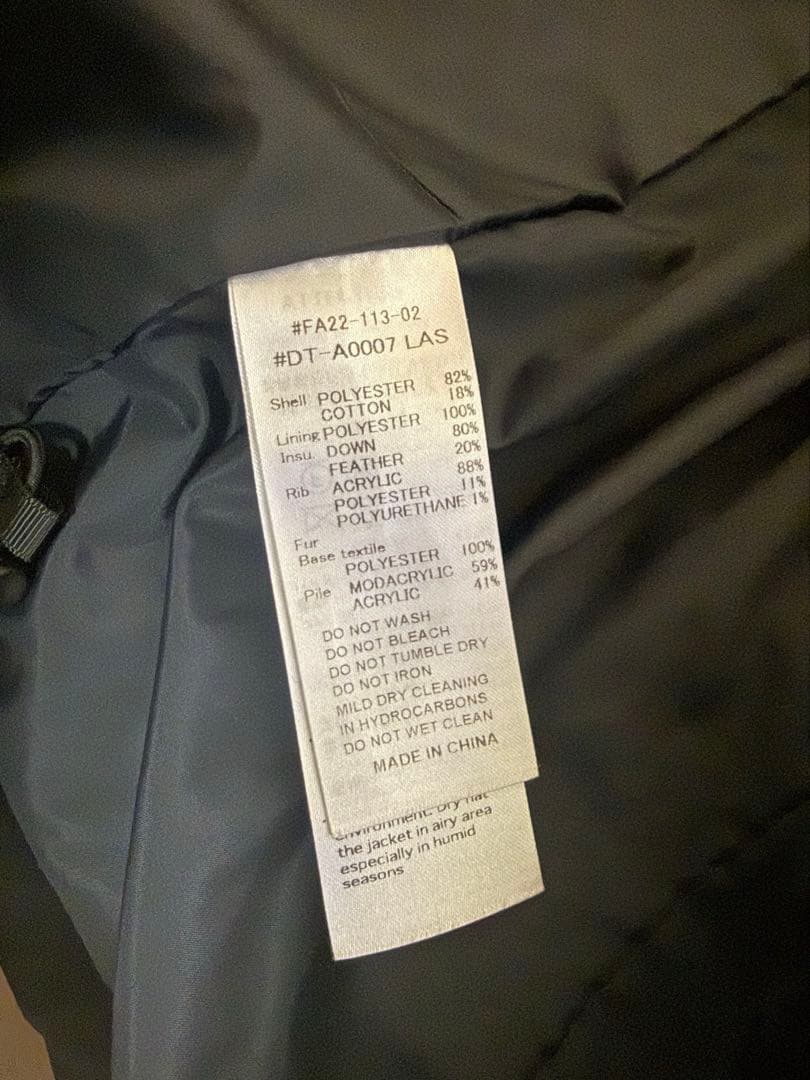 #FA22-113-02
#DT-A0007 LAS
Shell POLYESTER 82%
COTTON 18%
Lining POLYESTER 100%
Insu. DOWN 80%
FEATHER 20%
Rib ACRYLIC 88%
POLYESTER 11%
POLYURETHANE 1%
Fur
Base textile
POLYESTER 100%
Pile MODACRYLIC 59%
ACRYLIC 41%
DO NOT WASH
DO NOT BLEACH
DO NOT TUMBLE DRY
DO NOT IRON
MILD DRY CLEANING
IN HYDROCARBONS
DO NOT WET CLEAN
MADE IN CHINA
environment. Dry flat
the jacket in airy area
especially in humid
seasons